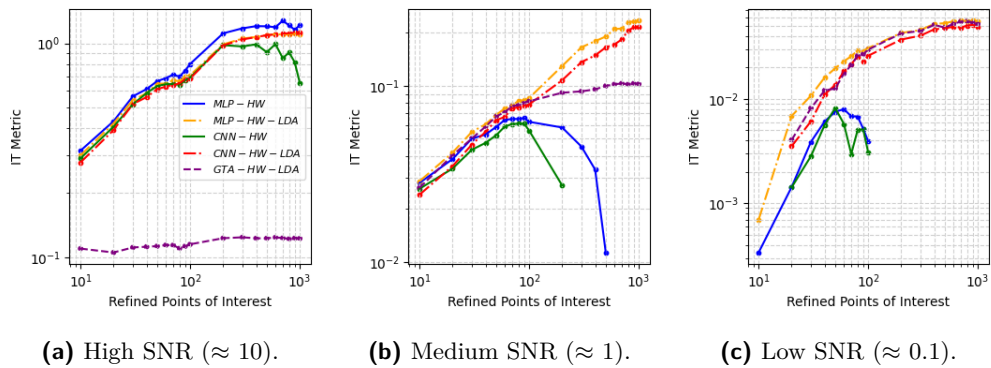 IT Metric
10⁰
10⁻¹
MLP − HW
MLP − HW − LDA
CNN − HW
CNN − HW − LDA
GTA − HW − LDA
10¹ 10² 10³
Refined Points of Interest
(a) High SNR (≈ 10).
IT Metric
10⁻¹
10⁻²
10¹ 10² 10³
Refined Points of Interest
(b) Medium SNR (≈ 1).
IT Metric
10⁻²
10⁻³
10¹ 10² 10³
Refined Points of Interest
(c) Low SNR (≈ 0.1).